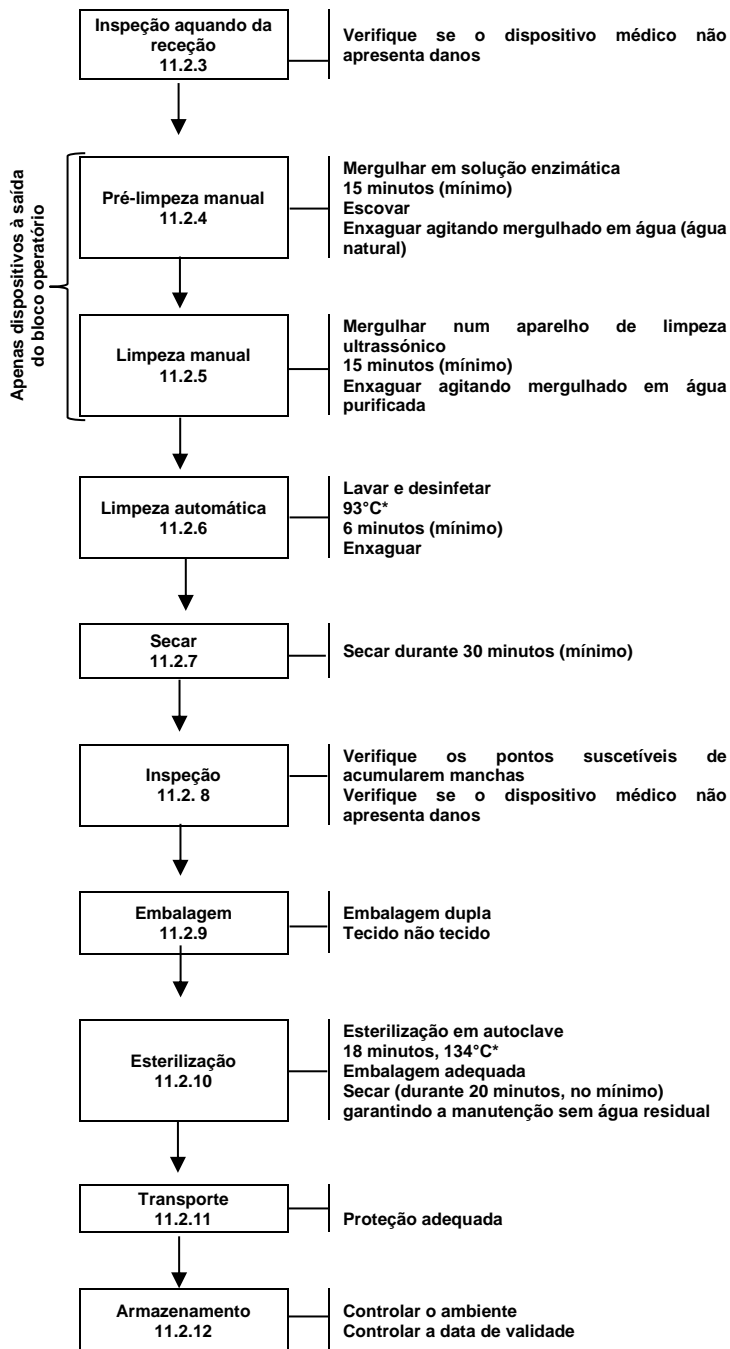 Inspeção aquando da
receção
11.2.3
Verifique se o dispositivo médico não
apresenta danos
Apenas dispositivos à saída
do bloco operatório
Pré-limpeza manual
11.2.4
Mergulhar em solução enzimática
15 minutos (mínimo)
Escovar
Enxaguar agitando mergulhado em água (água
natural)
Limpeza manual
11.2.5
Mergulhar num aparelho de limpeza
ultrassónico
15 minutos (mínimo)
Enxaguar agitando mergulhado em água
purificada
Limpeza automática
11.2.6
Lavar e desinfetar
93°C*
6 minutos (mínimo)
Enxaguar
Secar
11.2.7
Secar durante 30 minutos (mínimo)
Inspeção
11.2. 8
Verifique os pontos suscetíveis de
acumularem manchas
Verifique se o dispositivo médico não
apresenta danos
Embalagem
11.2.9
Embalagem dupla
Tecido não tecido
Esterilização
11.2.10
Esterilização em autoclave
18 minutos, 134°C*
Embalagem adequada
Secar (durante 20 minutos, no mínimo)
garantindo a manutenção sem água residual
Transporte
11.2.11
Proteção adequada
Armazenamento
11.2.12
Controlar o ambiente
Controlar a data de validade